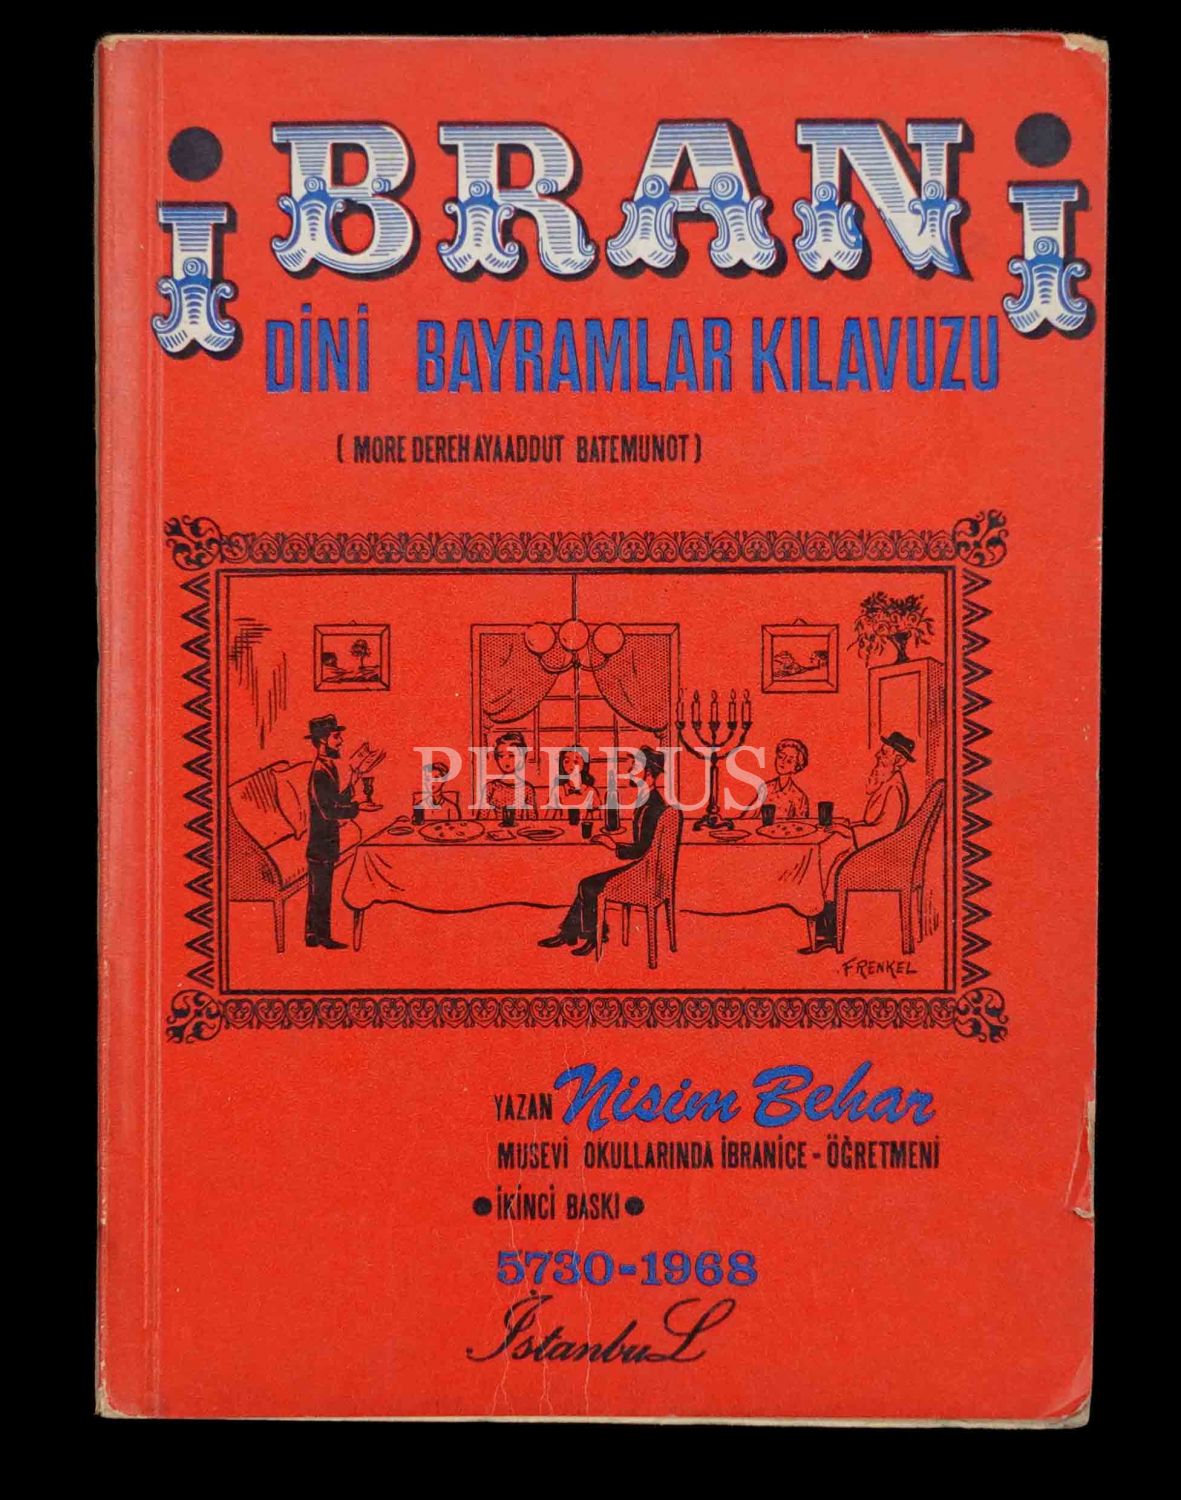 İBRANİ
DİNİ BAYRAMLAR KILAVUZU
(MORE DEREH AYAADDUT BATEMUNOT)
PHEBUS
FRENKEL
YAZAN Nisim Behar
MUSEVİ OKULLARINDA İBRANİCE - ÖĞRETMENİ
• İKİNCİ BASKI •
5730-1968
İstanbuL